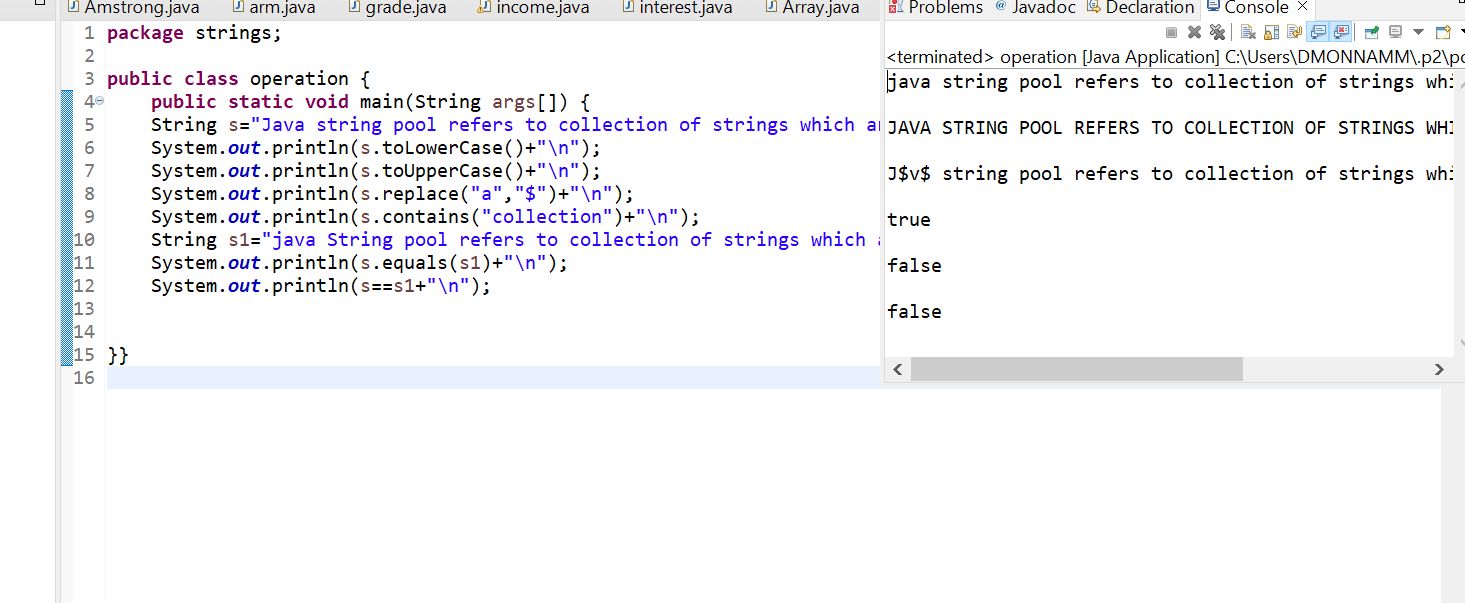 Amstrong.java arm.java grade.java income.java interest.java Array.java
1 package strings;
2
3 public class operation {
4 public static void main(String args[]) {
5 String s="Java string pool refers to collection of strings which
6 System.out.println(s.toLowerCase()+"\n");
7 System.out.println(s.toUpperCase()+"\n");
8 System.out.println(s.replace("a","$")+"\n");
9 System.out.println(s.contains("collection")+"\n");
10 String s1="java String pool refers to collection of strings which
11 System.out.println(s.equals(s1)+"\n");
12 System.out.println(s==s1+"\n");
13
14
15 }}
16
Problems @ Javadoc Declaration Console
<terminated> operation [Java Application] C:\Users\DMONNAMM\.p2\po
java string pool refers to collection of strings whi
JAVA STRING POOL REFERS TO COLLECTION OF STRINGS WHI
J$v$ string pool refers to collection of strings whi
true
false
false